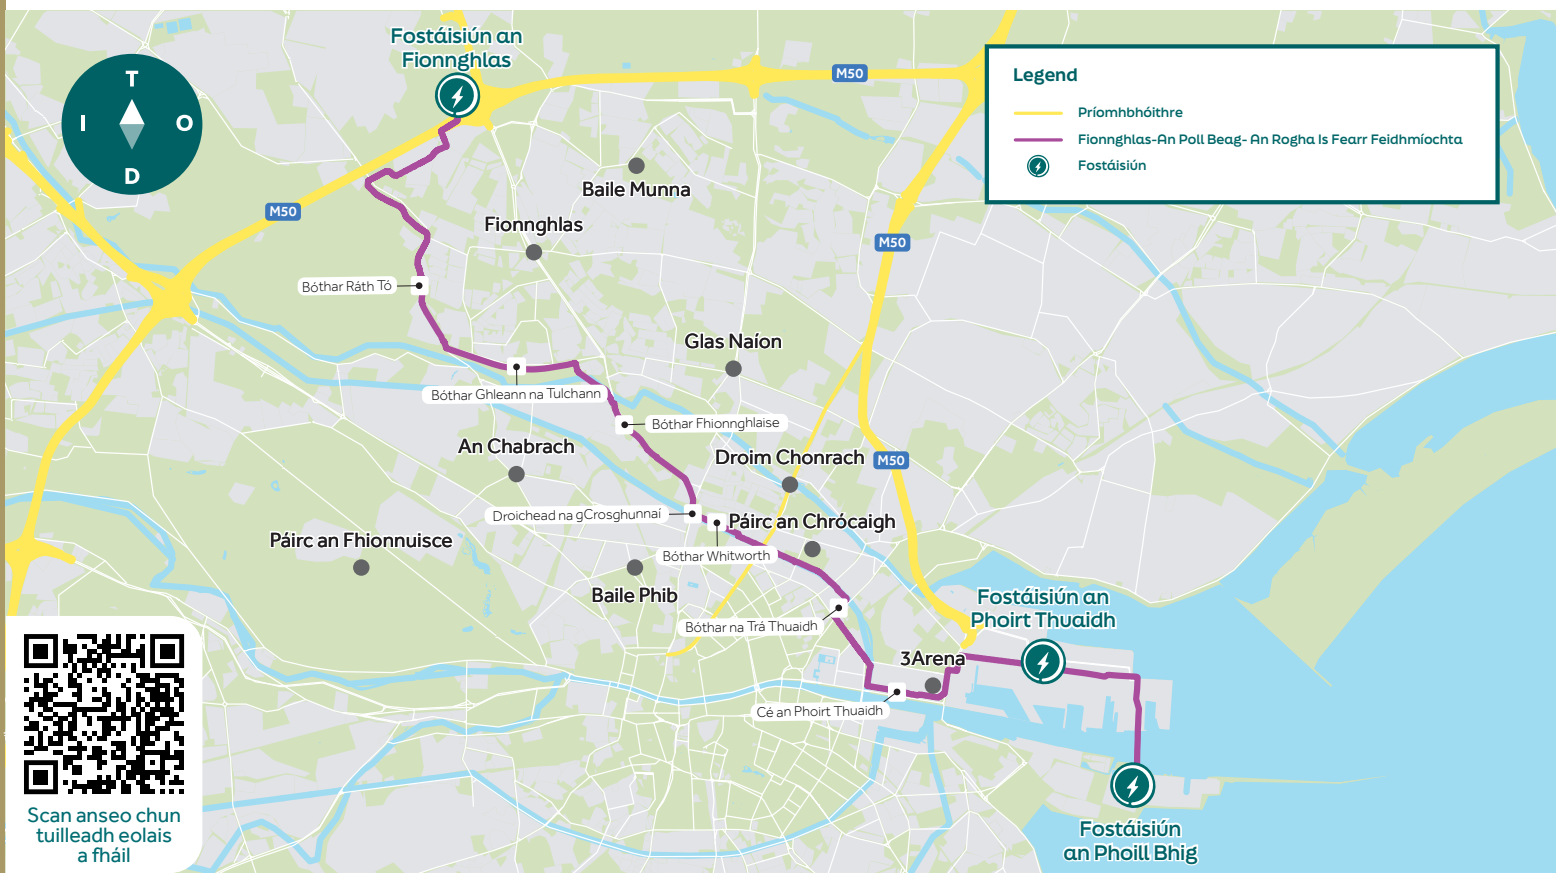 Fostáisiún an
Fionnghlas
T
I
O
D
M50
Legend
Príomhbhóithre
Fionnghlas-An Poll Beag- An Rogha Is Fearr Feidhmíochta
Fostáisiún
Baile Munna
M50
Fionnghlas
M50
Bóthar Ráth Tó
Glas Naíon
Bóthar Ghleann na Tulchann
Bóthar Fhionnghlaise
An Chabrach
Droim Chonrach
M50
Droichead na gCrosghunnaí
Páirc an Chrócaigh
Páirc an Fhionnuisce
Bóthar Whitworth
Baile Phib
Fostáisiún an
Phoirt Thuaidh
Bóthar na Trá Thuaidh
3Arena
Cé an Phoirt Thuaidh
Scan anseo chun
tuilleadh eolais
a fháil
Fostáisiún
an Phoill Bhig